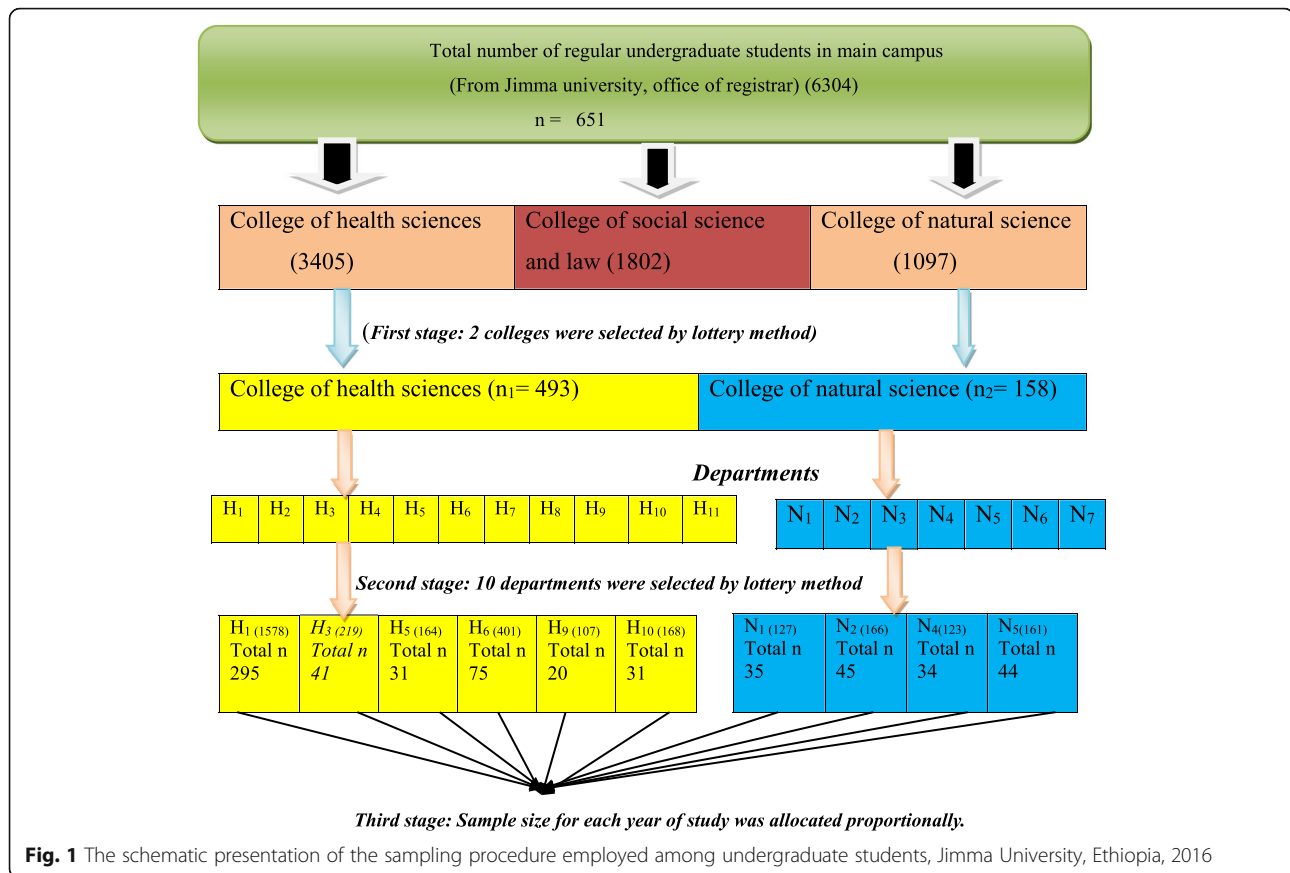 Total number of regular undergraduate students in main campus
(From Jimma university, office of registrar) (6304)
n = 651
College of health sciences
(3405)
College of social science
and law (1802)
College of natural science
(1097)
(First stage: 2 colleges were selected by lottery method)
College of health sciences (n₁= 493)
College of natural science (n₂= 158)
Departments
H₁ H₂ H₃ H₄ H₅ H₆ H₇ H₈ H₉ H₁₀ H₁₁
N₁ N₂ N₃ N₄ N₅ N₆ N₇
Second stage: 10 departments were selected by lottery method
H₁ (1578)
Total n
295
H₃ (219)
Total n
41
H₅ (164)
Total n
31
H₆ (401)
Total n
75
H₉ (107)
Total n
20
H₁₀ (168)
Total n
31
N₁ (127)
Total n
35
N₂ (166)
Total n
45
N₄(123)
Total n
34
N₅(161)
Total n
44
Third stage: Sample size for each year of study was allocated proportionally.
Fig. 1 The schematic presentation of the sampling procedure employed among undergraduate students, Jimma University, Ethiopia, 2016